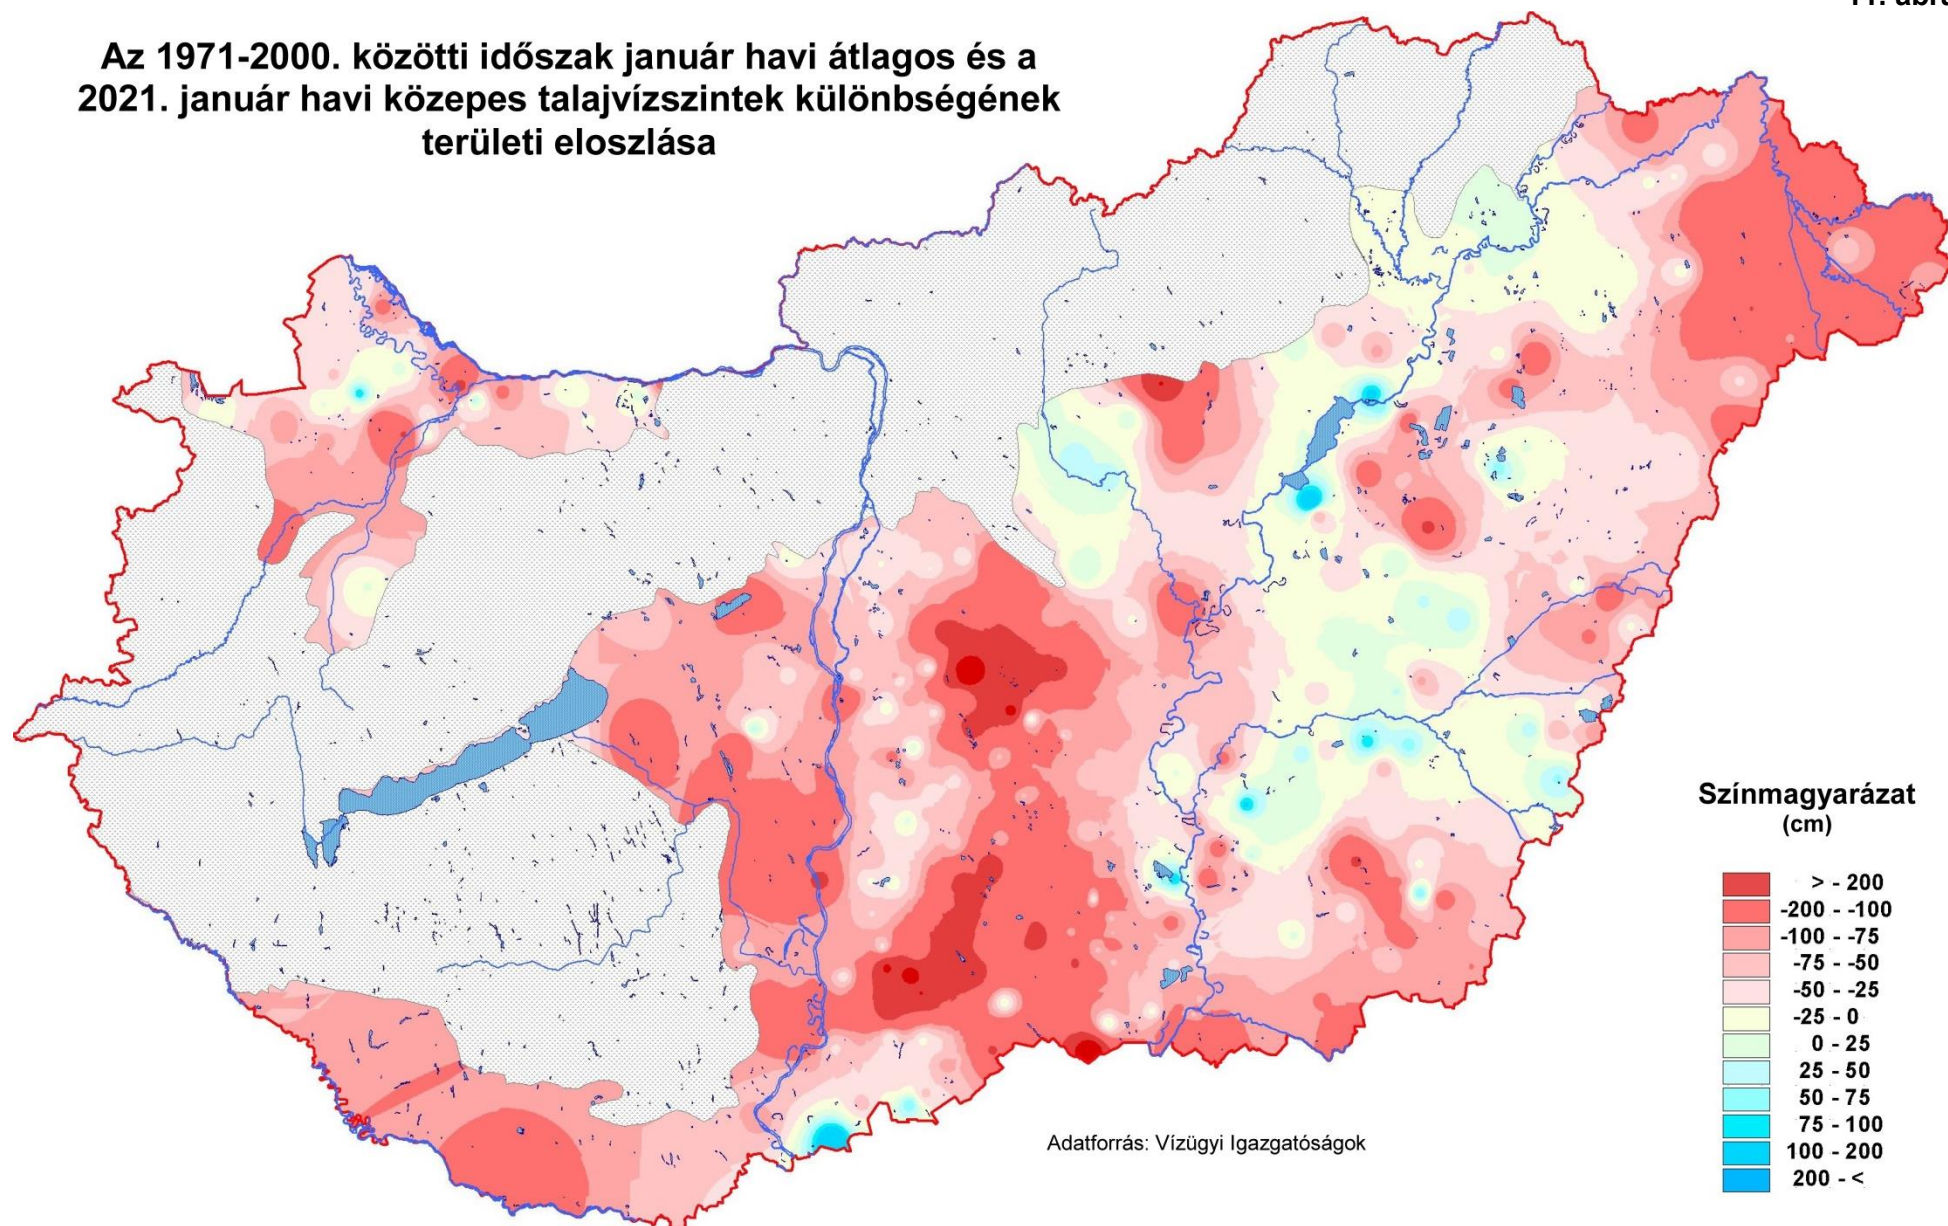 11. ábra
Az 1971-2000. közötti időszak január havi átlagos és a
2021. január havi közepes talajvízszintek különbségének
területi eloszlása
Színmagyarázat
(cm)
> - 200
-200 - -100
-100 - -75
-75 - -50
-50 - -25
-25 - 0
0 - 25
25 - 50
50 - 75
75 - 100
100 - 200
200 - <
Adatforrás: Vízügyi Igazgatóságok